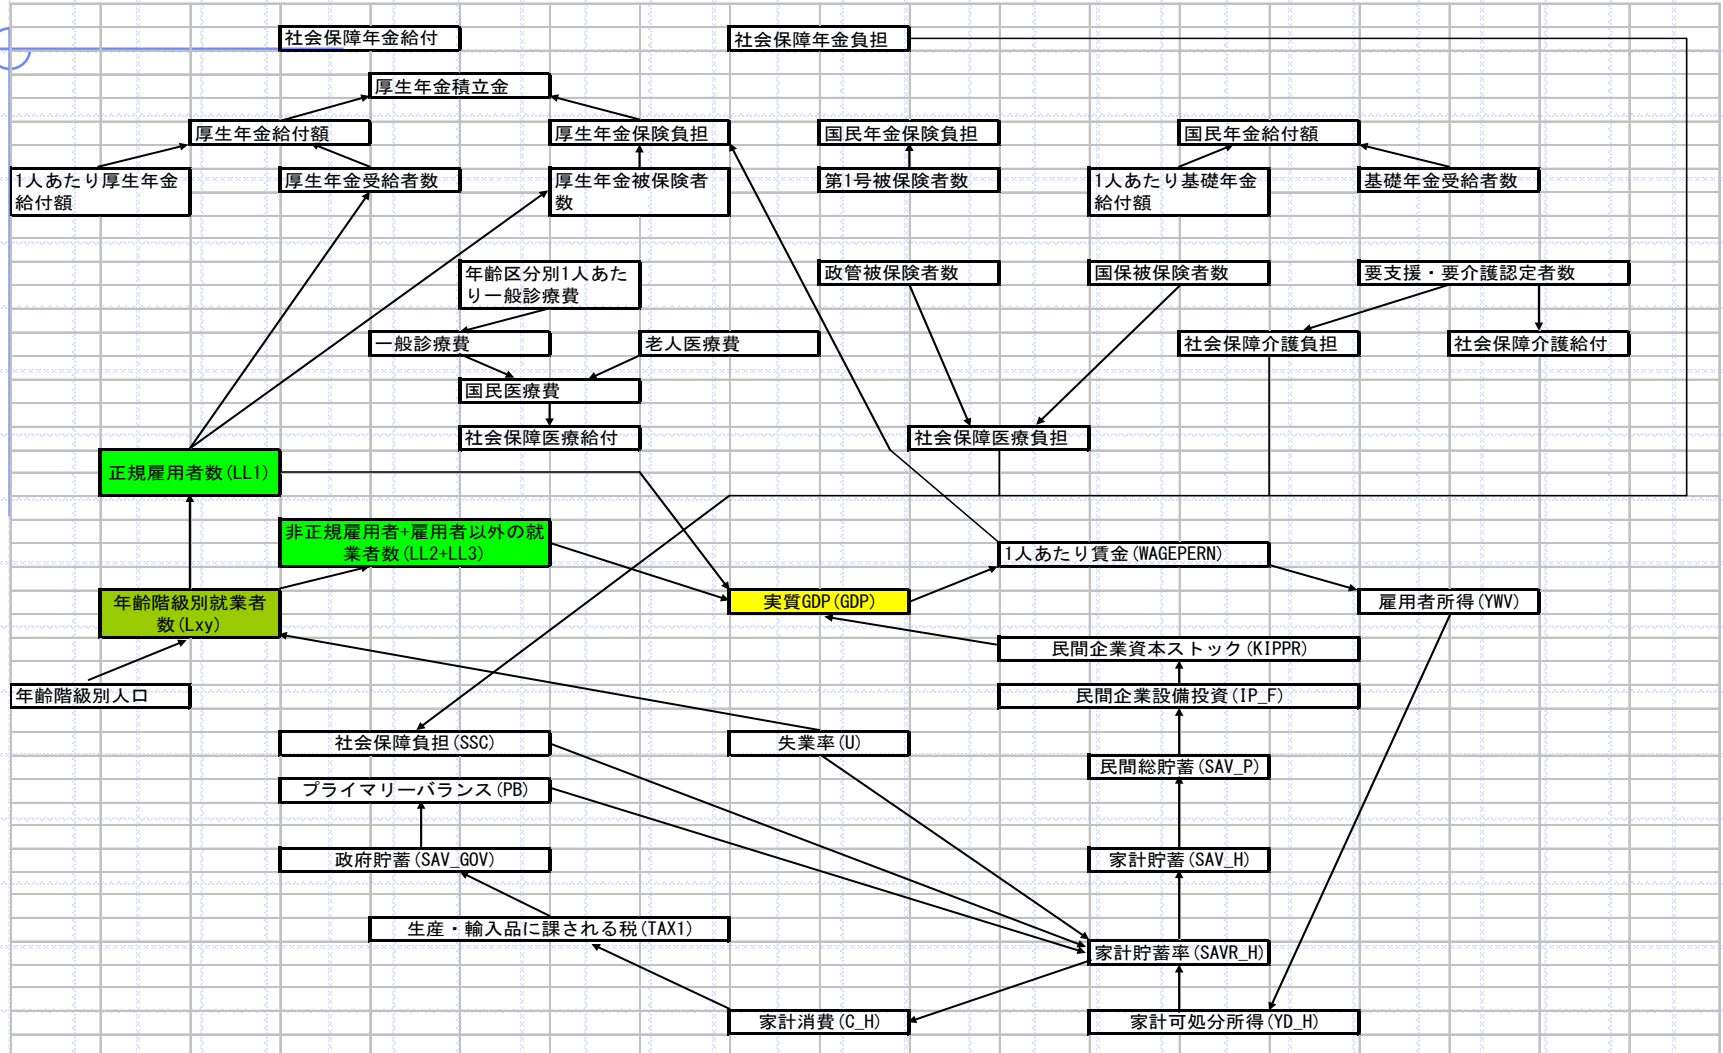 社会保障年金給付
社会保障年金負担
厚生年金積立金
厚生年金給付額
厚生年金保険負担
国民年金保険負担
国民年金給付額
1人あたり厚生年金
給付額
厚生年金受給者数
厚生年金被保険者
数
第1号被保険者数
1人あたり基礎年金
給付額
基礎年金受給者数
年齢区分別1人あた
り一般診療費
政管被保険者数
国保被保険者数
要支援・要介護認定者数
一般診療費
老人医療費
社会保障介護負担
社会保障介護給付
国民医療費
社会保障医療給付
社会保障医療負担
正規雇用者数(LL1)
非正規雇用者+雇用者以外の就
業者数(LL2+LL3)
1人あたり賃金(WAGEPERN)
年齢階級別就業者
数(Lxy)
実質GDP(GDP)
雇用者所得(YWV)
民間企業資本ストック(KIPPR)
年齢階級別人口
民間企業設備投資(IP_F)
社会保障負担(SSC)
失業率(U)
民間総貯蓄(SAV_P)
プライマリーバランス(PB)
政府貯蓄(SAV_GOV)
家計貯蓄(SAV_H)
生産・輸入品に課される税(TAX1)
家計貯蓄率(SAVR_H)
家計消費(C_H)
家計可処分所得(YD_H)